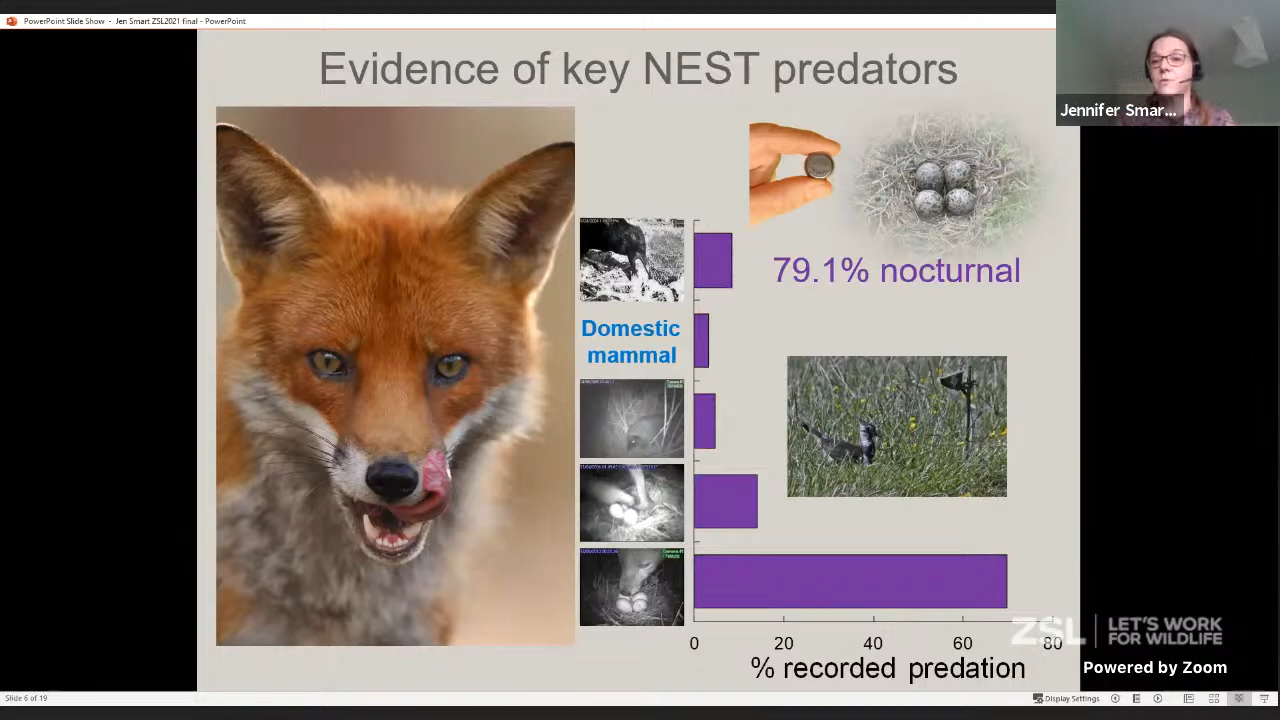 PowerPoint Slide Show - Jen Smart ZSL2021 final - PowerPoint
Evidence of key NEST predators
Jennifer Smar...
79.1% nocturnal
Domestic
mammal
0 20 40 60 80
% recorded predation
ZSL
LET'S WORK
FOR WILDLIFE
Powered by Zoom
Slide 6 of 19
Display Settings